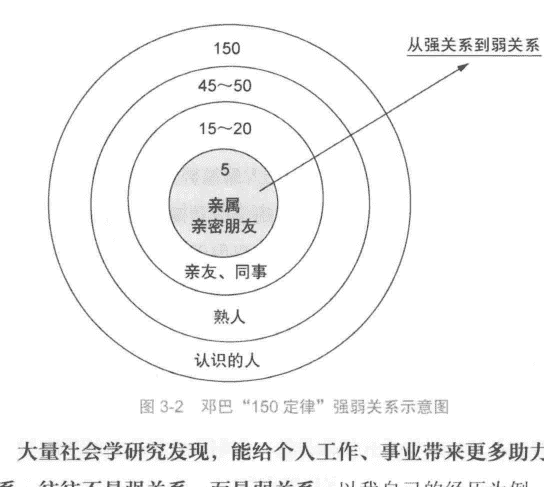 150
从强关系到弱关系
45～50
15～20
5
亲属
亲密朋友
亲友、同事
熟人
认识的人
图 3-2 邓巴“150 定律”强弱关系示意图
大量社会学研究发现，能给个人工作、事业带来更多助力
系，往往不是强关系，而是弱关系。以我自己的经历为例，